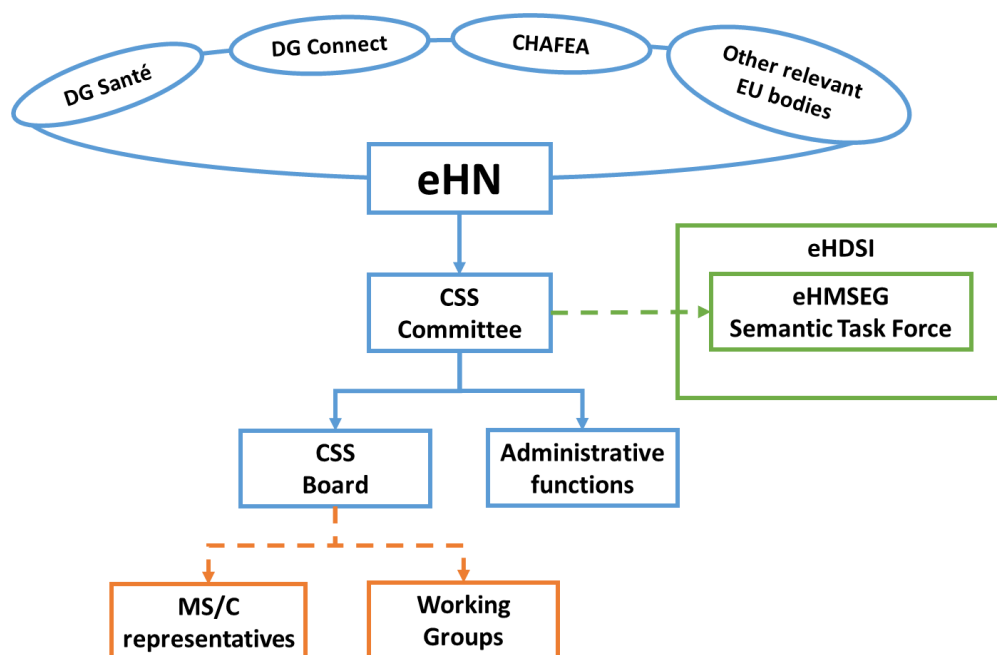 DG Santé
DG Connect
CHAFEA
Other relevant
EU bodies
eHN
CSS
Committee
eHDSI
eHMSEG
Semantic Task Force
CSS
Board
Administrative
functions
MS/C
representatives
Working
Groups